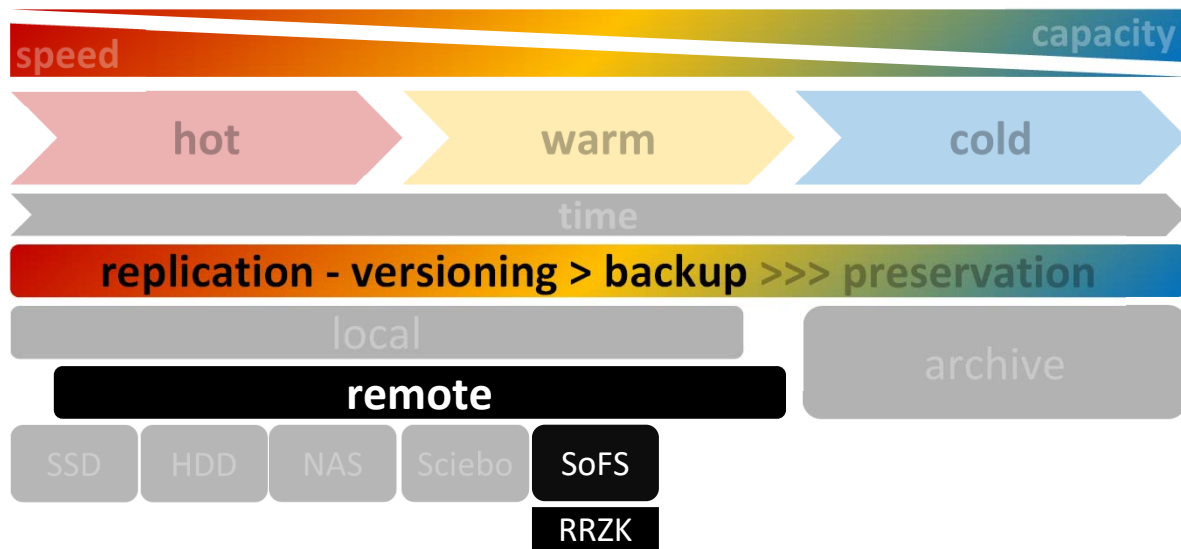 speed
capacity
hot
warm
cold
time
replication - versioning > backup >>> preservation
local
archive
remote
SSD
HDD
NAS
Sciebo
SoFS
RRZK